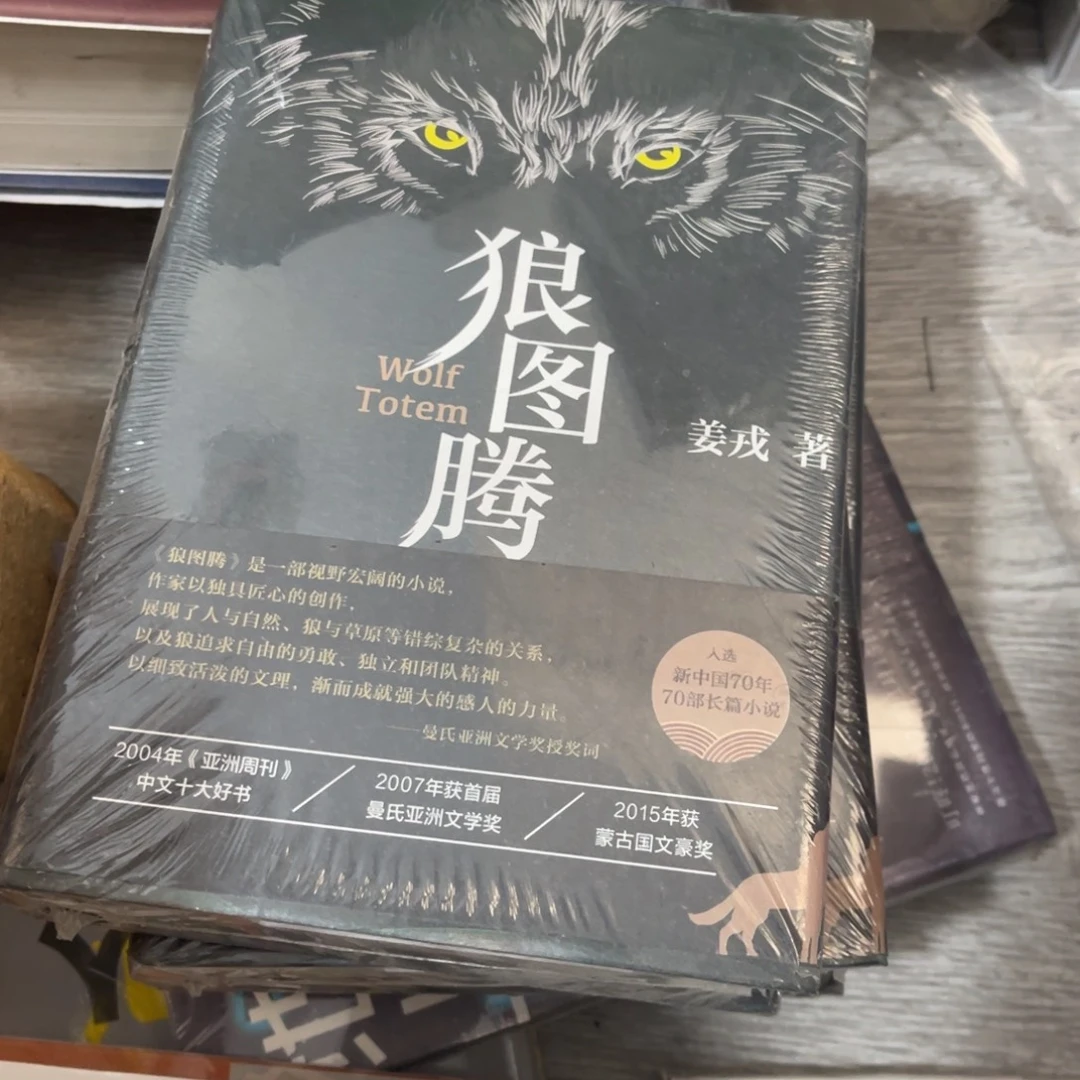 狼图腾
Wolf
Totem
姜戎 著
《狼图腾》是一部视野宏阔的小说，
作家以独具匠心的创作，
展现了人与自然、狼与草原等错综复杂的关系，
以及狼追求自由的勇敢、独立和团队精神。
以细致活泼的文理，渐而成就强大的感人的力量。
——曼氏亚洲文学奖授奖词
入选
新中国70年
70部长篇小说
2004年《亚洲周刊》
中文十大好书
2007年获首届
曼氏亚洲文学奖
2015年获
蒙古国文豪奖